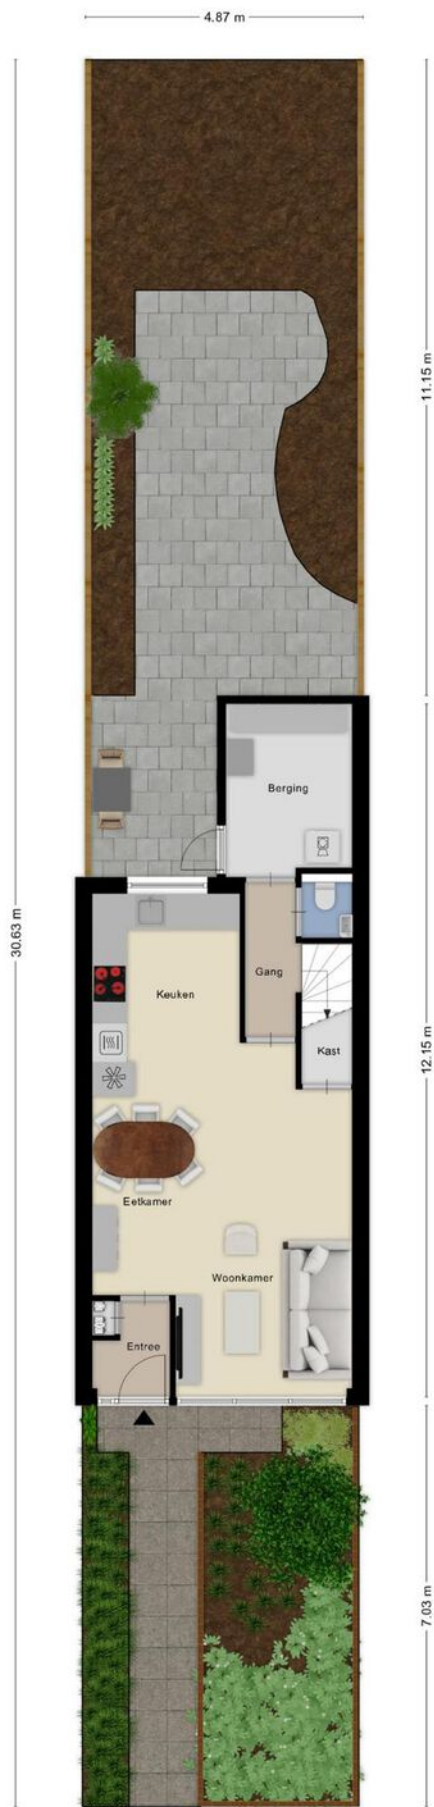 4.87 m
11.15 m
Berging
30.63 m
Gang
Keuken
Kast
12.15 m
Eetkamer
Woonkamer
Entree
7.03 m